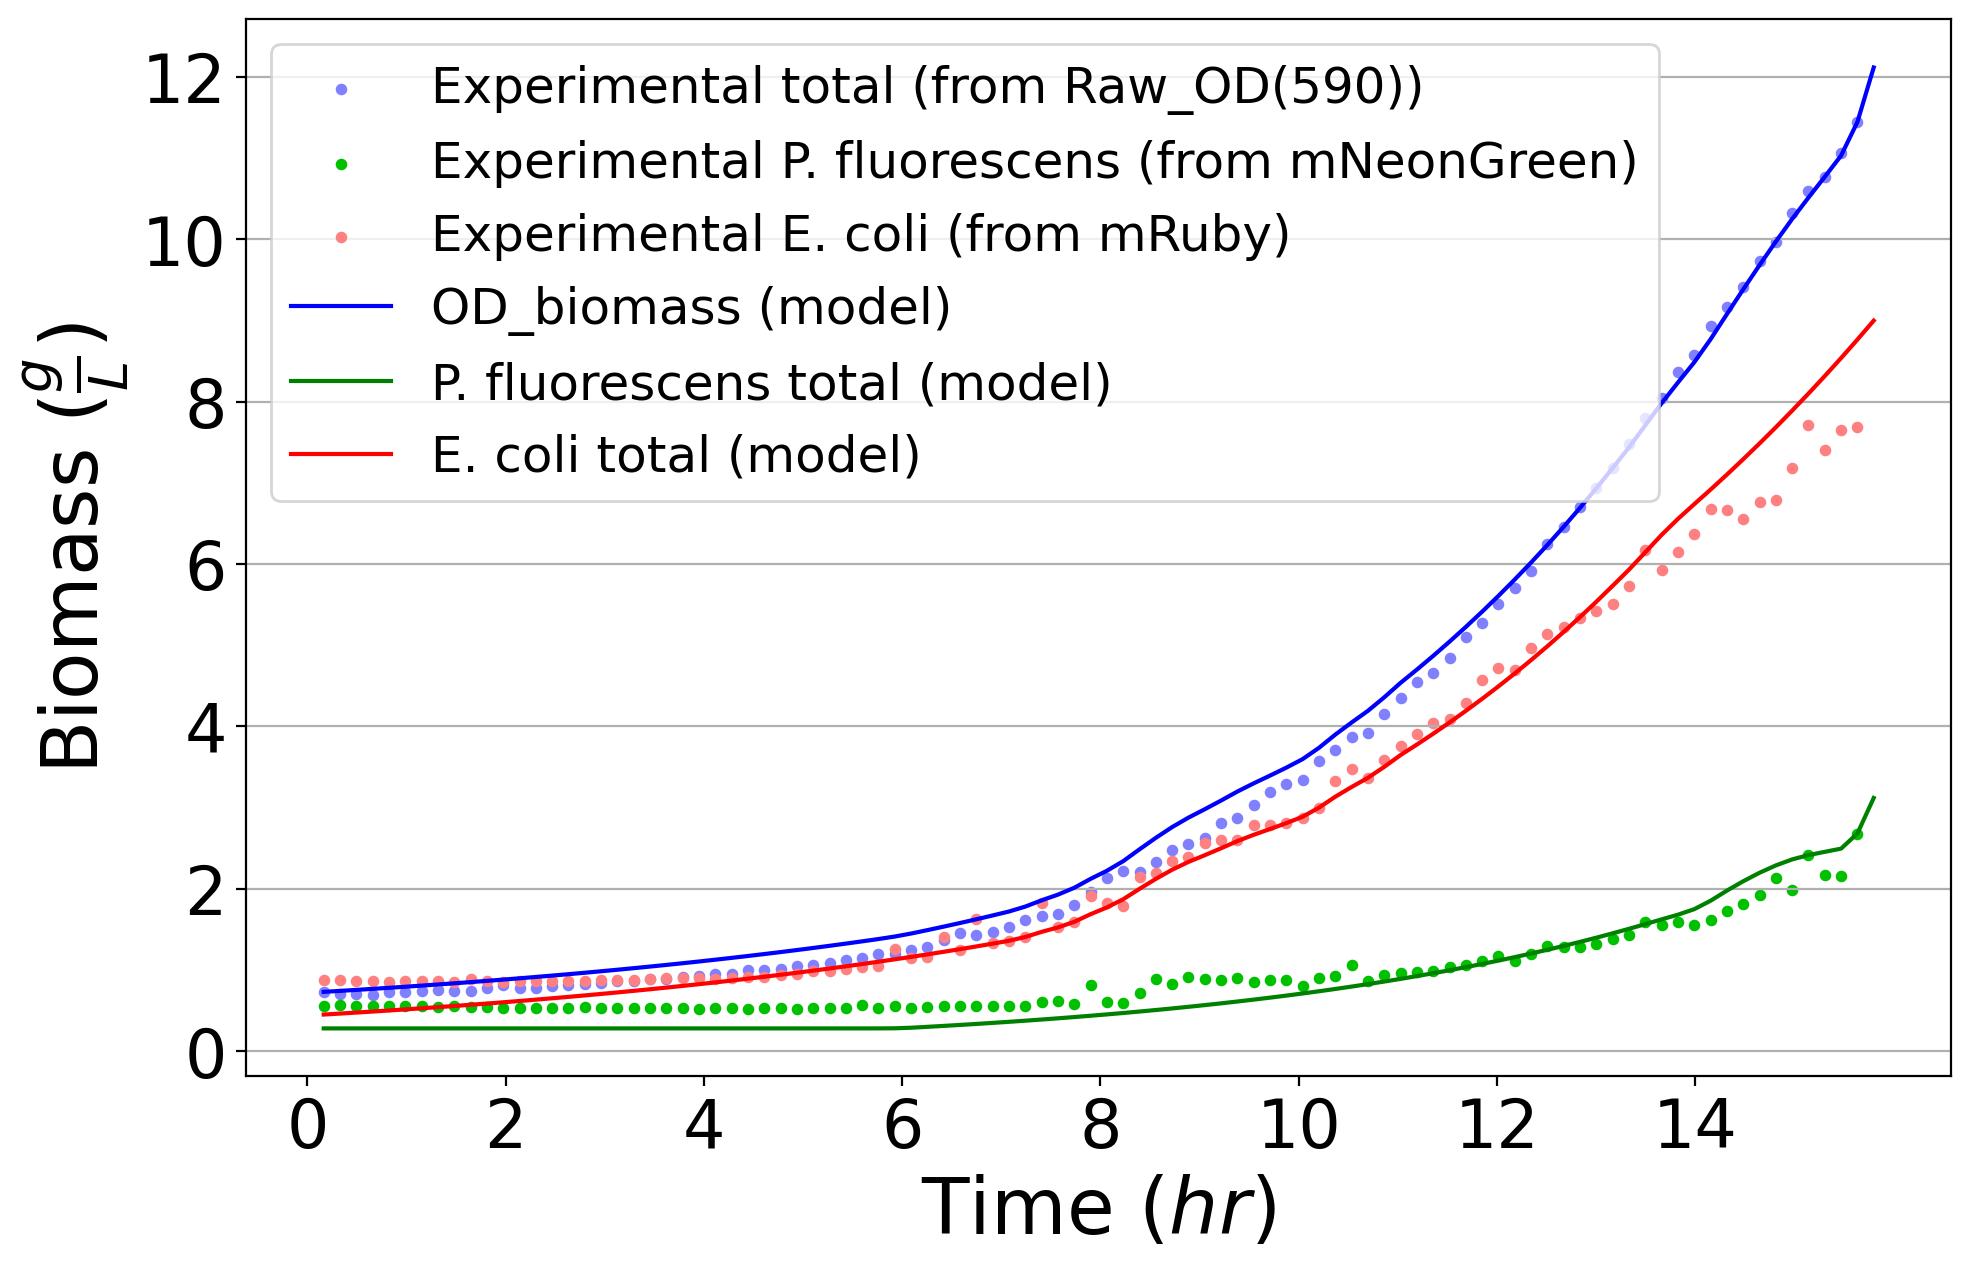 12
10
8
6
4
2
0
Biomass (g/L)
Experimental total (from Raw_OD(590))
Experimental P. fluorescens (from mNeonGreen)
Experimental E. coli (from mRuby)
OD_biomass (model)
P. fluorescens total (model)
E. coli total (model)
0 2 4 6 8 10 12 14
Time (hr)